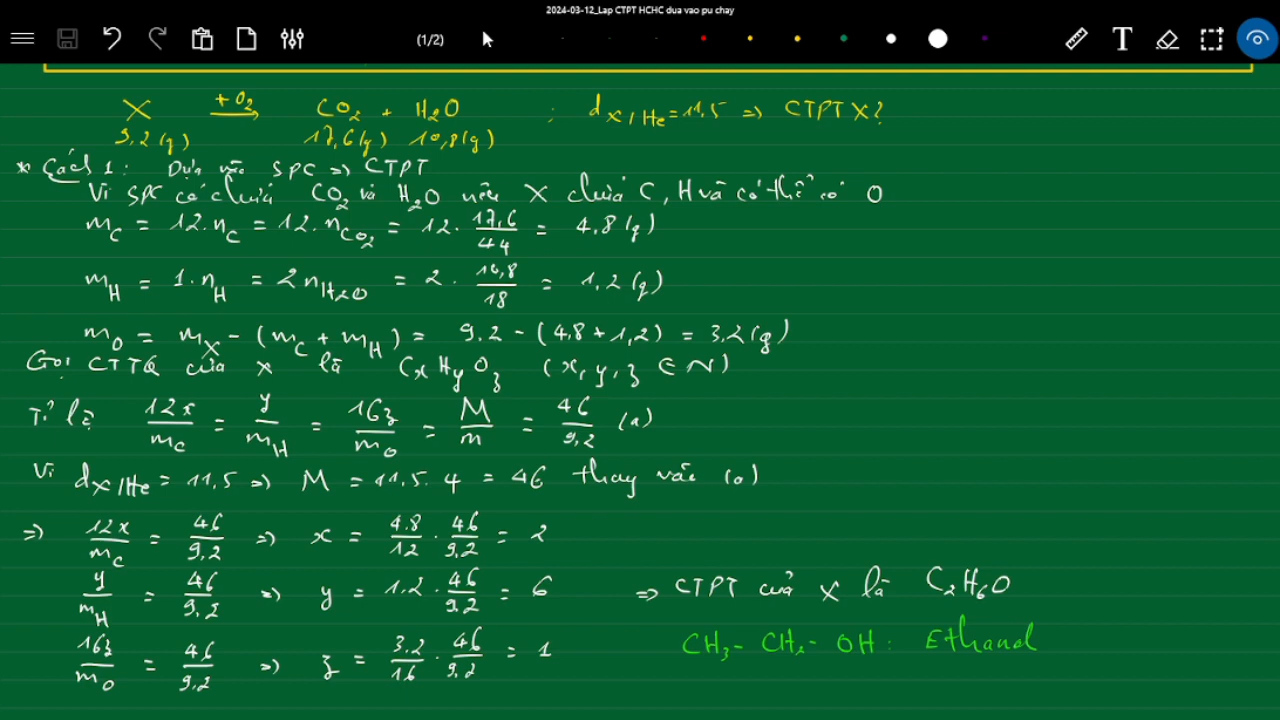 2024-03-12_Lap CTPT HCHC dua vao pu chay
(1/2)
T
X + O₂ → CO₂ + H₂O ; d X/He = 11,5 => CTPT X?
9,2 (g) 17,6 (g) 10,8 (g)
* Cách 1: Dựa vào SPC => CTPT
Vì SPC có chứa CO₂ và H₂O nên X chứa C, H và có thể có O
m_C = 12.n_C = 12.n_CO₂ = 12. 17,6/44 = 4,8 (g)
m_H = 1.n_H = 2n_H₂O = 2. 10,8/18 = 1,2 (g)
m_O = m_X - (m_C + m_H) = 9,2 - (4,8 + 1,2) = 3,2 (g)
Gọi CTTQ của X là CxHyOz (x, y, z ∈ N)
Tỉ lệ: 12x/m_C = y/m_H = 16z/m_O = M/m = 46/9,2 (a)
Vì d X/He = 11,5 => M = 11,5. 4 = 46 thay vào (a)
=> 12x/m_C = 46/9,2 => x = 4,8/12 . 46/9,2 = 2
y/m_H = 46/9,2 => y = 1,2 . 46/9,2 = 6 => CTPT của X là C₂H₆O
16z/m_O = 46/9,2 => z = 3,2/16 . 46/9,2 = 1 CH₃ - CH₂ - OH : Ethanol